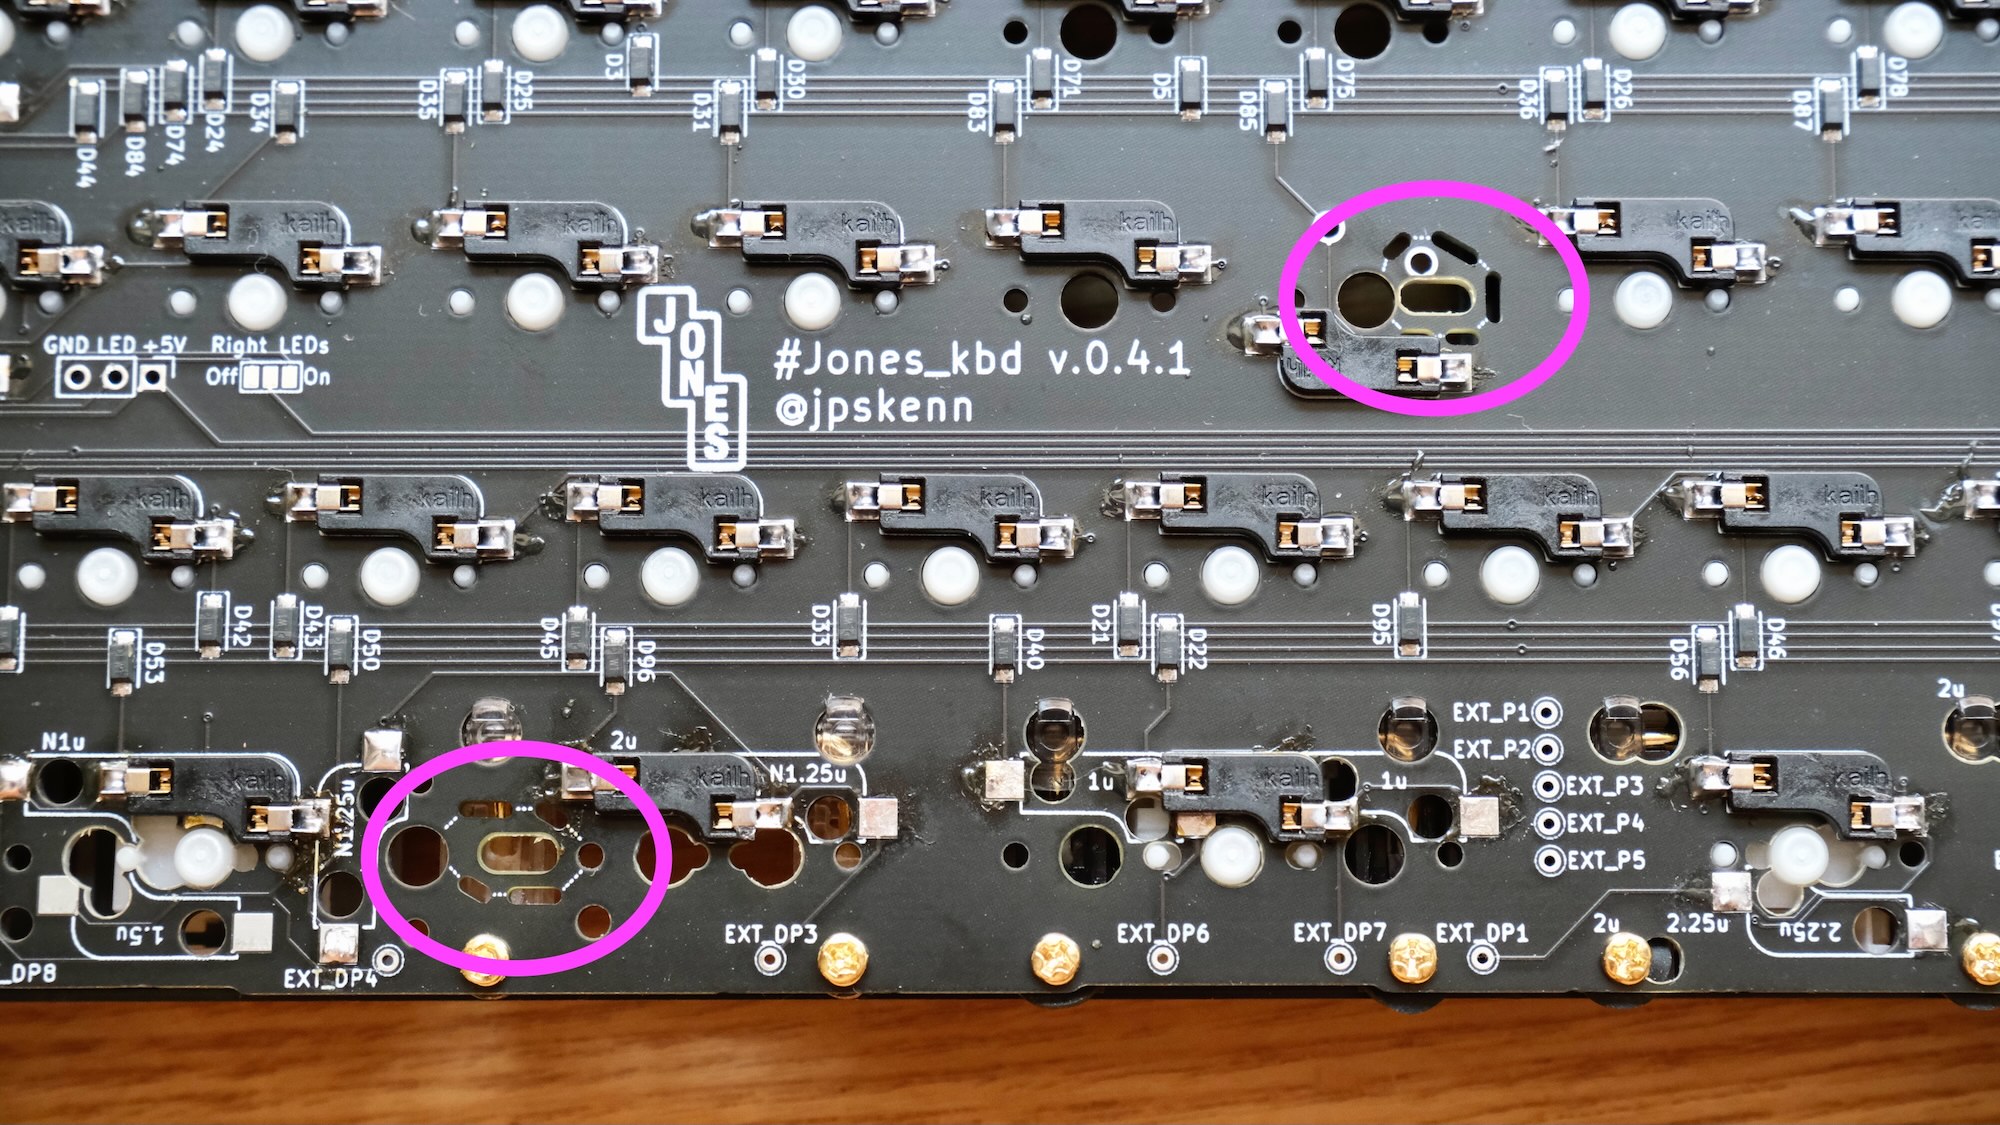 D3
D30
D71
D5
D75
D26
D78
D44
D84
D74
D24
D34
D35
D25
D31
D83
D85
D36
D87
kailh
kailh
kailh
kailh
kailh
kailh
kailh
GND LED +5V
Right LEDs
Off On
JONES
#Jones_kbd v.0.4.1
@jpskenn
kailh
kailh
kailh
kailh
kailh
kailh
kailh
D53
D42
D43
D50
D45
D96
D33
D40
D21
D22
D95
D56
D46
D97
2u
N1u
2u
EXT_P1
EXT_P2
EXT_P3
EXT_P4
EXT_P5
kailh
N1.25u
kailh
N1.25u
1u
kailh
1u
kailh
1.5u
EXT_DP3
EXT_DP6
EXT_DP7
EXT_DP1
2u
2.25u
2.25u
_DP8
EXT_DP4